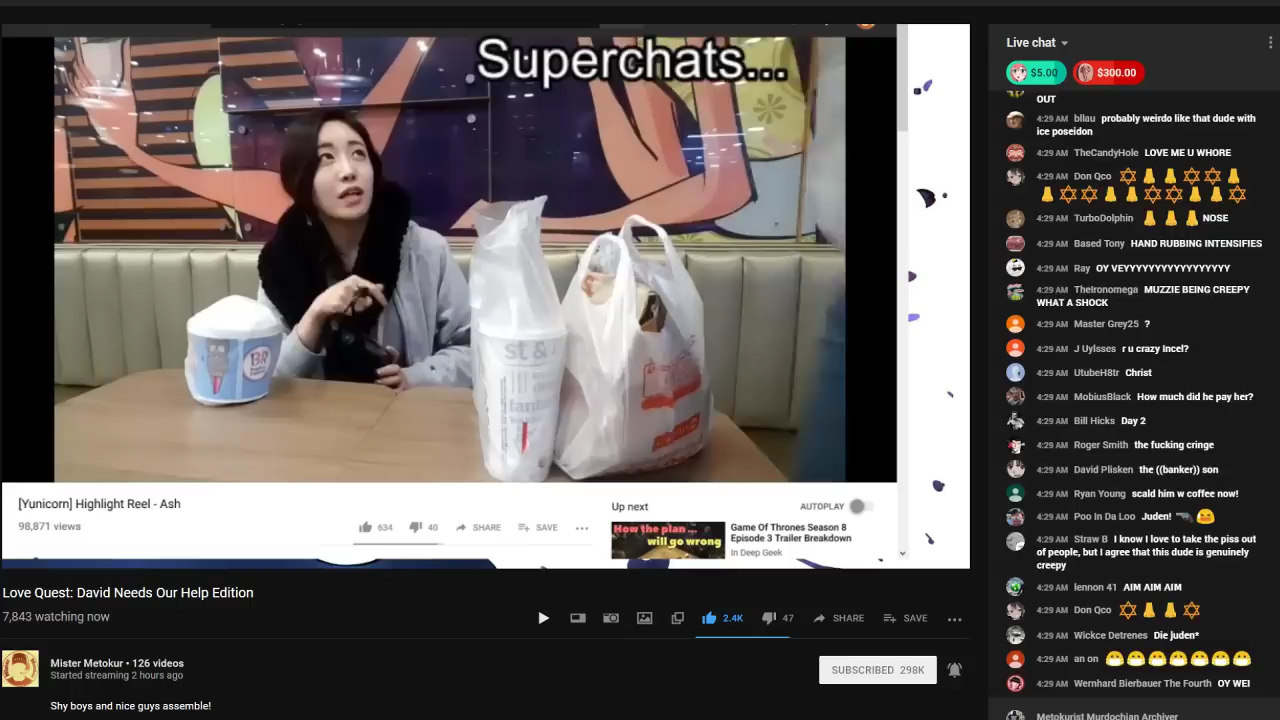 Superchats...
BR
st &
fant
[Yunicorn] Highlight Reel - Ash
98,871 views
634
40
SHARE
SAVE
Up next
AUTOPLAY
How the plan...
will go wrong
Game Of Thrones Season 8
Episode 3 Trailer Breakdown
In Deep Geek
Love Quest: David Needs Our Help Edition
7,843 watching now
2.4K
47
SHARE
SAVE
Mister Metokur • 126 videos
Started streaming 2 hours ago
SUBSCRIBED 298K
Shy boys and nice guys assemble!
Live chat
$5.00
$300.00
OUT
4:29 AM bllau probably weirdo like that dude with
ice poseidon
4:29 AM TheCandyHole LOVE ME U WHORE
4:29 AM Don Qco
4:29 AM TurboDolphin NOSE
4:29 AM Based Tony HAND RUBBING INTENSIFIES
4:29 AM Ray OY VEYYYYYYYYYYYYYYYY
4:29 AM TheIronomega MUZZIE BEING CREEPY
WHAT A SHOCK
4:29 AM Master Grey25 ?
4:29 AM J Uylsses r u crazy incel?
4:29 AM UtubeH8tr Christ
4:29 AM MobiusBlack How much did he pay her?
4:29 AM Bill Hicks Day 2
4:29 AM Roger Smith the fucking cringe
4:29 AM David Plisken the ((banker)) son
4:29 AM Ryan Young scald him w coffee now!
4:29 AM Poo In Da Loo Juden!
4:29 AM Straw B I know I love to take the piss out
of people, but I agree that this dude is genuinely
creepy
4:29 AM lennon 41 AIM AIM AIM
4:29 AM Don Qco
4:29 AM Wickce Detrenes Die juden*
4:29 AM an on
4:29 AM Wernhard Bierbauer The Fourth OY WEI
Metokurist Murdochian Archiver